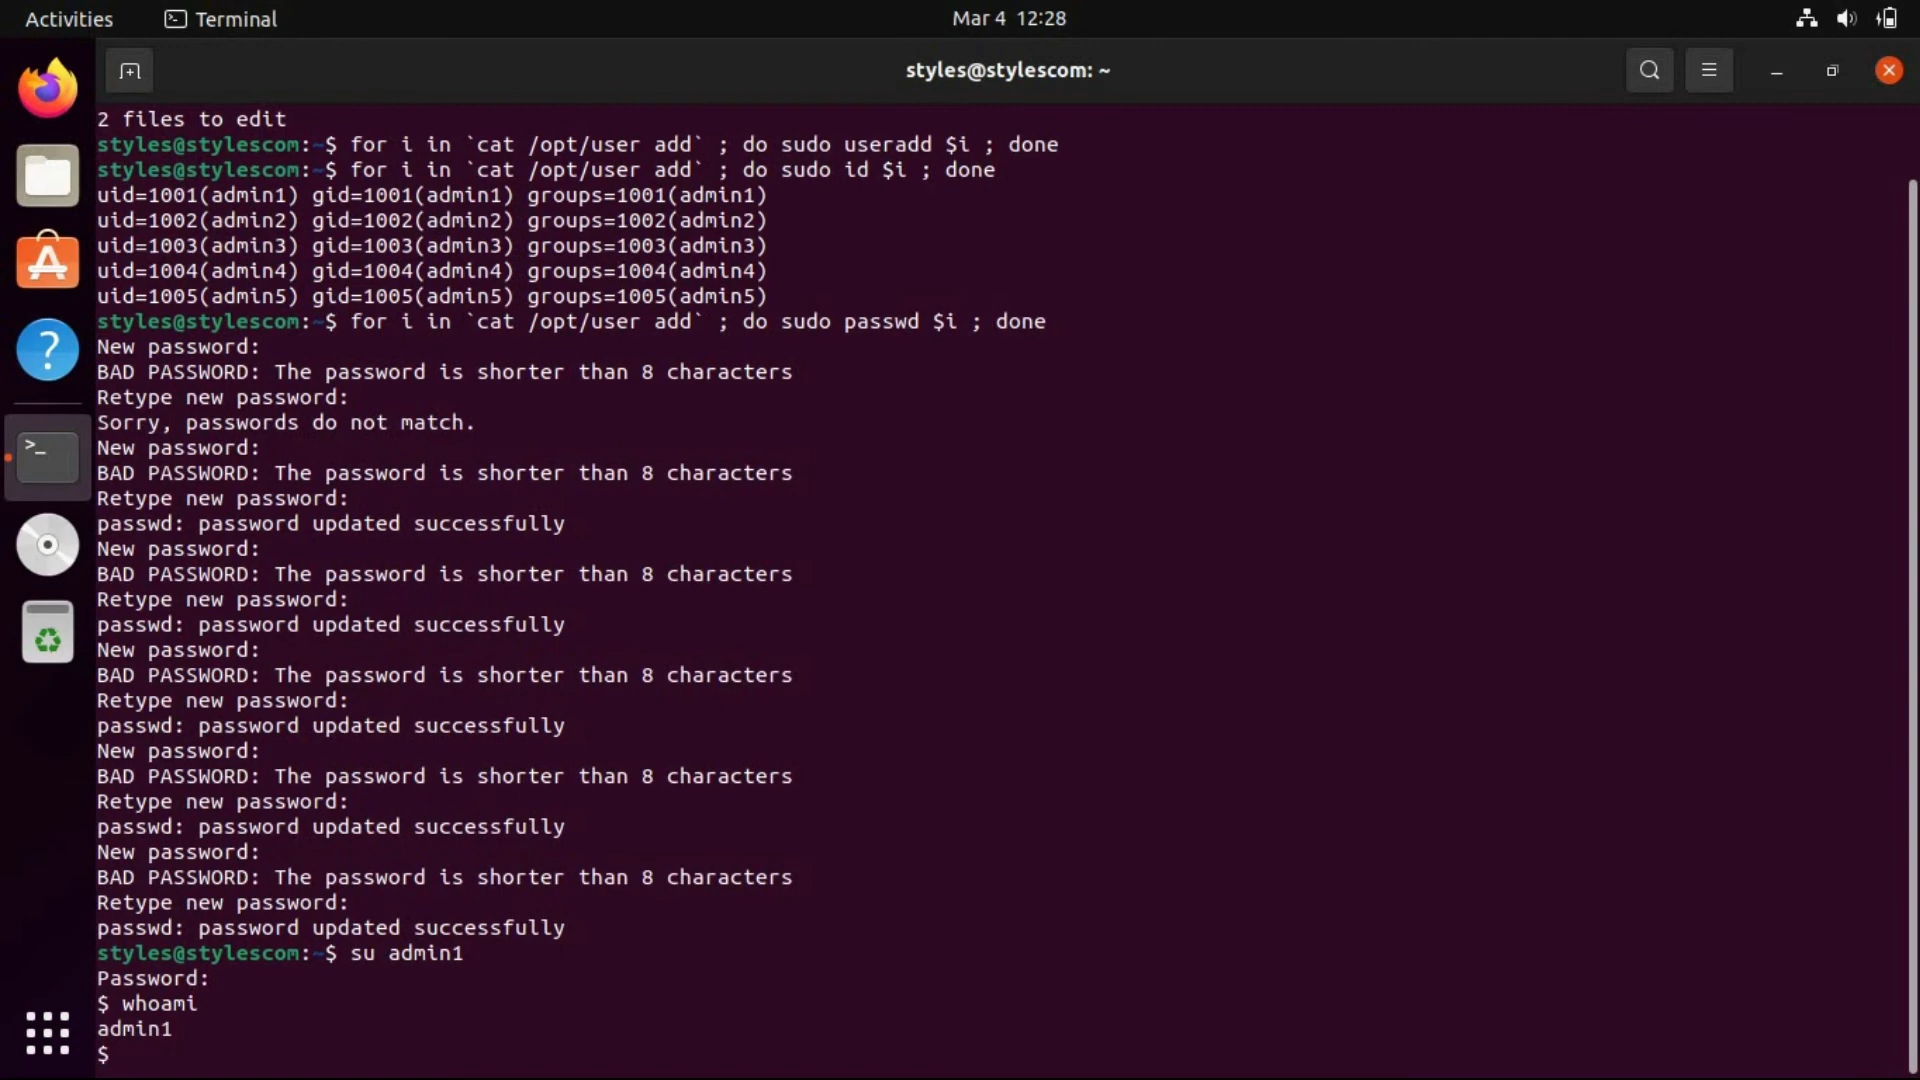 Activities
Terminal
Mar 4 12:28
styles@stylescom: ~
2 files to edit
styles@stylescom:~$ for i in `cat /opt/user add` ; do sudo useradd $i ; done
styles@stylescom:~$ for i in `cat /opt/user add` ; do sudo id $i ; done
uid=1001(admin1) gid=1001(admin1) groups=1001(admin1)
uid=1002(admin2) gid=1002(admin2) groups=1002(admin2)
uid=1003(admin3) gid=1003(admin3) groups=1003(admin3)
uid=1004(admin4) gid=1004(admin4) groups=1004(admin4)
uid=1005(admin5) gid=1005(admin5) groups=1005(admin5)
styles@stylescom:~$ for i in `cat /opt/user add` ; do sudo passwd $i ; done
New password:
BAD PASSWORD: The password is shorter than 8 characters
Retype new password:
Sorry, passwords do not match.
New password:
BAD PASSWORD: The password is shorter than 8 characters
Retype new password:
passwd: password updated successfully
New password:
BAD PASSWORD: The password is shorter than 8 characters
Retype new password:
passwd: password updated successfully
New password:
BAD PASSWORD: The password is shorter than 8 characters
Retype new password:
passwd: password updated successfully
New password:
BAD PASSWORD: The password is shorter than 8 characters
Retype new password:
passwd: password updated successfully
New password:
BAD PASSWORD: The password is shorter than 8 characters
Retype new password:
passwd: password updated successfully
styles@stylescom:~$ su admin1
Password:
$ whoami
admin1
$